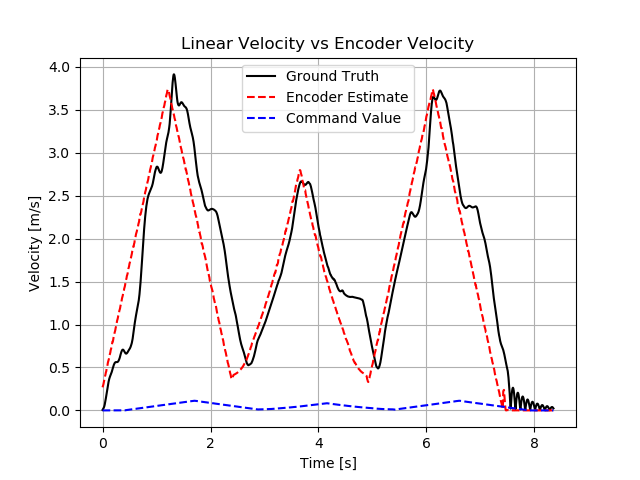 Linear Velocity vs Encoder Velocity
Ground Truth
Encoder Estimate
Command Value
Velocity [m/s]
4.0
3.5
3.0
2.5
2.0
1.5
1.0
0.5
0.0
0 2 4 6 8
Time [s]